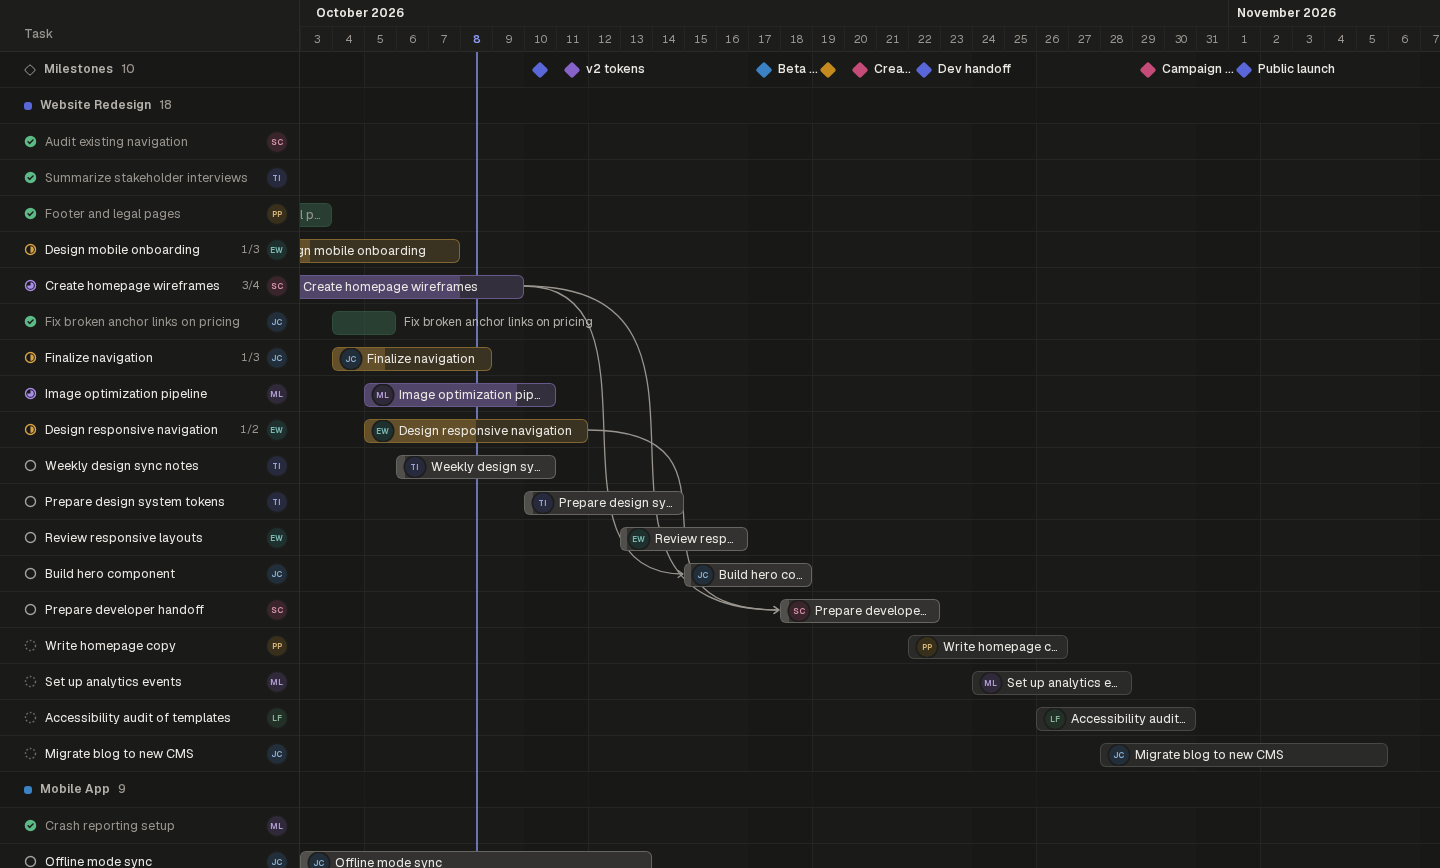 October 2026
November 2026
Task
3 4 5 6 7 8 9 10 11 12 13 14 15 16 17 18 19 20 21 22 23 24 25 26 27 28 29 30 31 1 2 3 4 5 6 7
Milestones 10
v2 tokens
Beta ...
Crea...
Dev handoff
Campaign ...
Public launch
Website Redesign 18
Audit existing navigation SC
Summarize stakeholder interviews TI
Footer and legal pages PP
l p...
Design mobile onboarding 1/3 EW
gn mobile onboarding
Create homepage wireframes 3/4 SC
Create homepage wireframes
Fix broken anchor links on pricing JC
Fix broken anchor links on pricing
Finalize navigation 1/3 JC
JC Finalize navigation
Image optimization pipeline ML
ML Image optimization pip...
Design responsive navigation 1/2 EW
EW Design responsive navigation
Weekly design sync notes TI
TI Weekly design sy...
Prepare design system tokens TI
TI Prepare design sy...
Review responsive layouts EW
EW Review resp...
Build hero component JC
JC Build hero co...
Prepare developer handoff SC
SC Prepare develope...
Write homepage copy PP
PP Write homepage c...
Set up analytics events ML
ML Set up analytics e...
Accessibility audit of templates LF
LF Accessibility audit...
Migrate blog to new CMS JC
JC Migrate blog to new CMS
Mobile App 9
Crash reporting setup ML
Offline mode sync JC
JC Offline mode sync